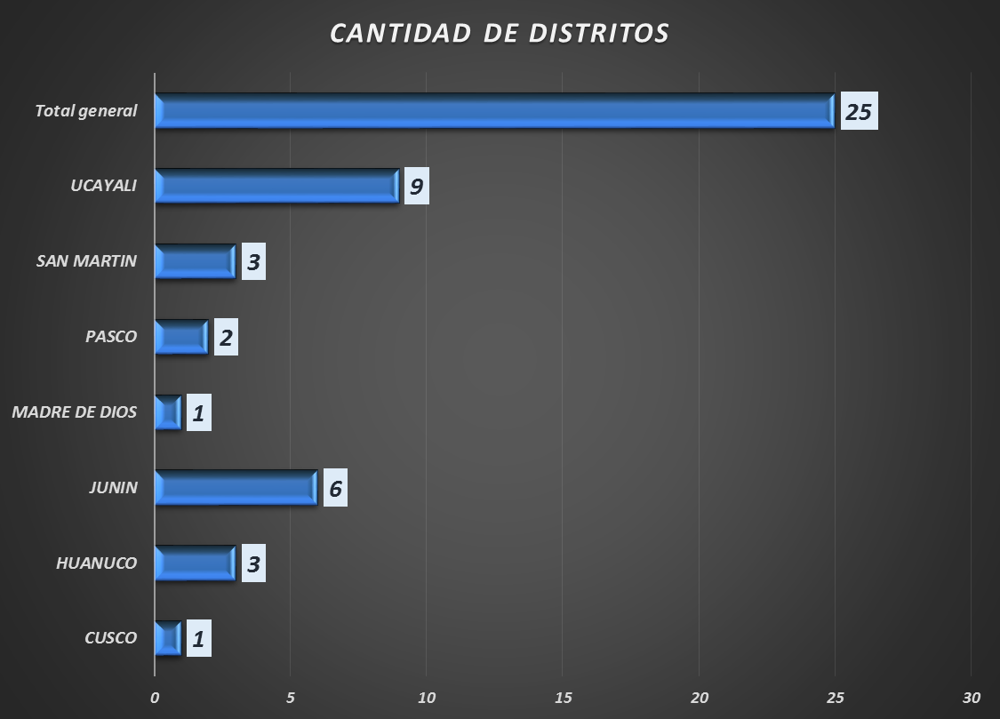 CANTIDAD DE DISTRITOS
Total general 25
UCAYALI 9
SAN MARTIN 3
PASCO 2
MADRE DE DIOS 1
JUNIN 6
HUANUCO 3
CUSCO 1
0 5 10 15 20 25 30